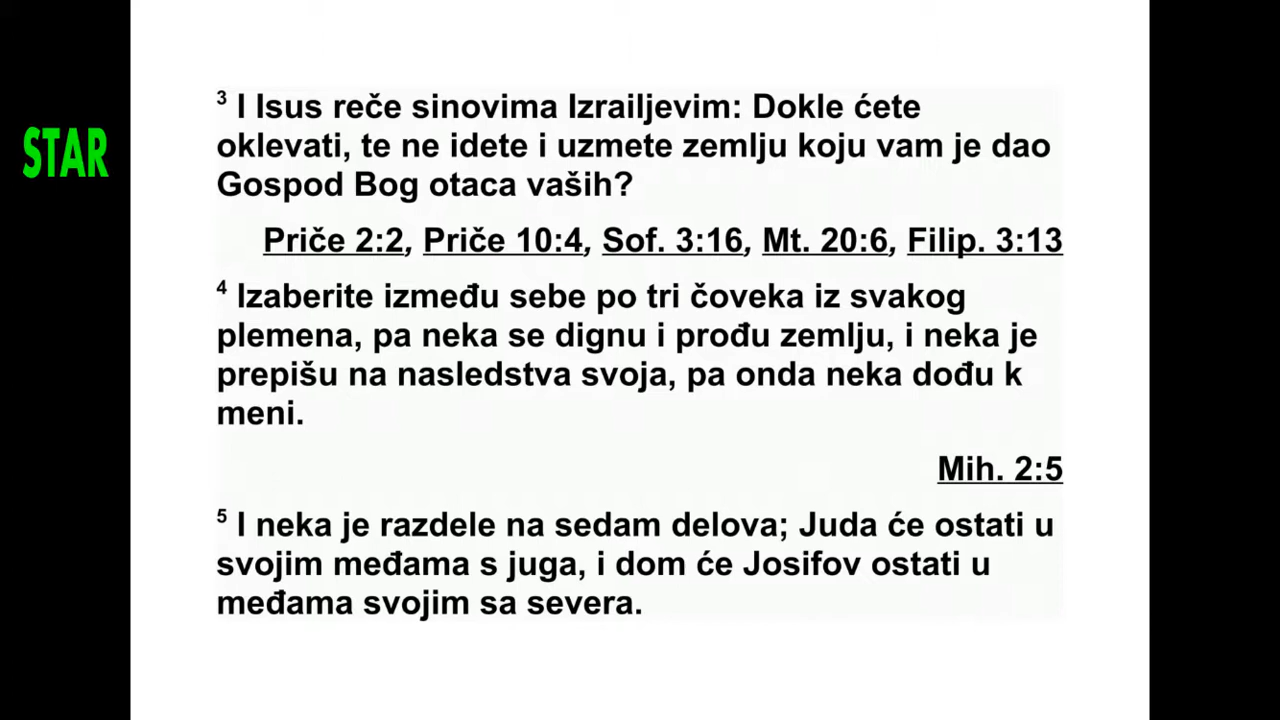 STAR
3 I Isus reče sinovima Izrailjevim: Dokle ćete
oklevati, te ne idete i uzmete zemlju koju vam je dao
Gospod Bog otaca vaših?
Priče 2:2, Priče 10:4, Sof. 3:16, Mt. 20:6, Filip. 3:13
4 Izaberite između sebe po tri čoveka iz svakog
plemena, pa neka se dignu i prođu zemlju, i neka je
prepišu na nasledstva svoja, pa onda neka dođu k
meni.
Mih. 2:5
5 I neka je razdele na sedam delova; Juda će ostati u
svojim međama s juga, i dom će Josifov ostati u
međama svojim sa severa.